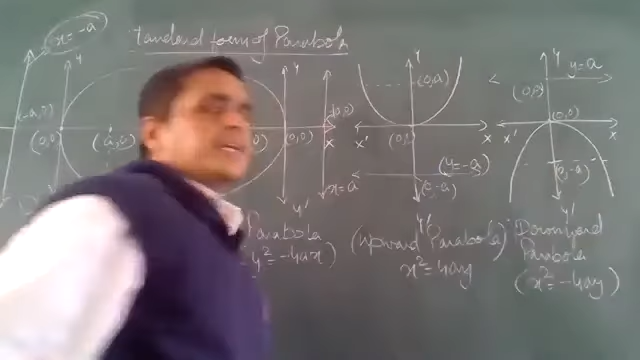 x = -a
Standard form of Parabola
Y
(-a,0)
(0,0)
(a,0)
Y
(0,0)
(a,0)
X
x = a
Y'
Parabola
y² = -4ax)
Y
(0,a)
X'
X
(0,0)
(y = -a)
(0,-a)
Y'
(Upward Parabola)
x² = 4ay
Y
y = a
(0,0)
X'
X
(0,-a)
Y'
Downward
Parabola
(x² = -4ay)